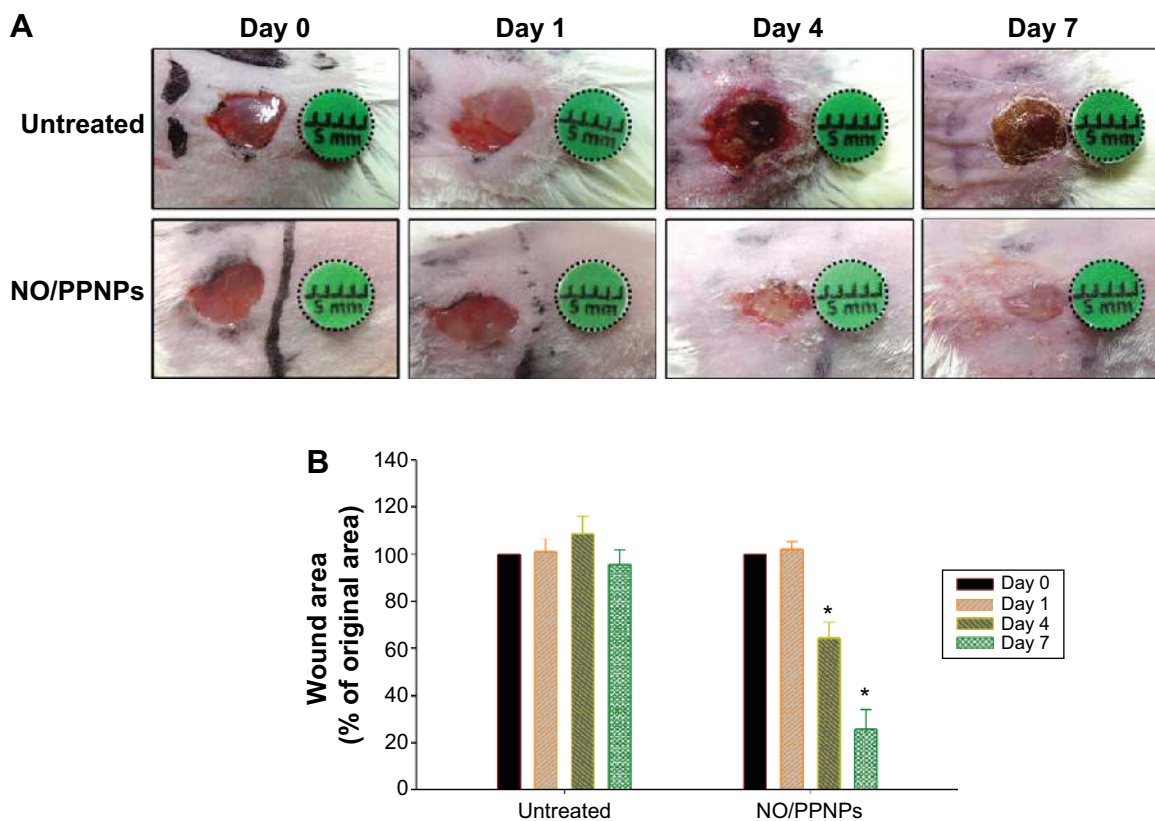 A
Day 0 Day 1 Day 4 Day 7
Untreated
5 mm 5 mm 5 mm 5 mm
NO/PPNPs
5 mm 5 mm 5 mm 5 mm
B
Wound area
(% of original area)
140
120
100
80
60
40
20
0
* *
Untreated NO/PPNPs
Day 0
Day 1
Day 4
Day 7